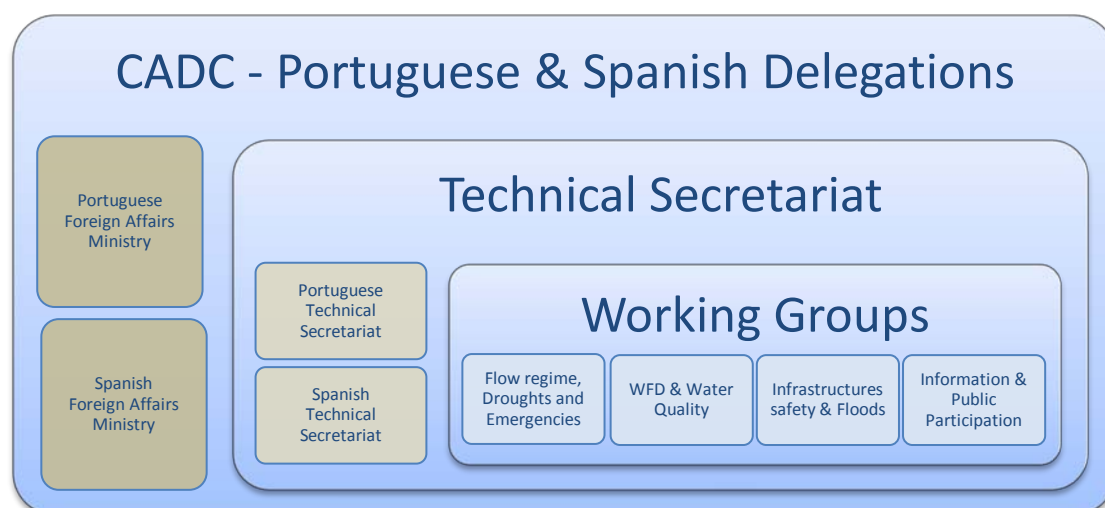 CADC - Portuguese & Spanish Delegations
Portuguese
Foreign Affairs
Ministry
Spanish
Foreign Affairs
Ministry
Technical Secretariat
Portuguese
Technical
Secretariat
Spanish
Technical
Secretariat
Working Groups
Flow regime,
Droughts and
Emergencies
WFD & Water
Quality
Infrastructures
safety & Floods
Information &
Public
Participation